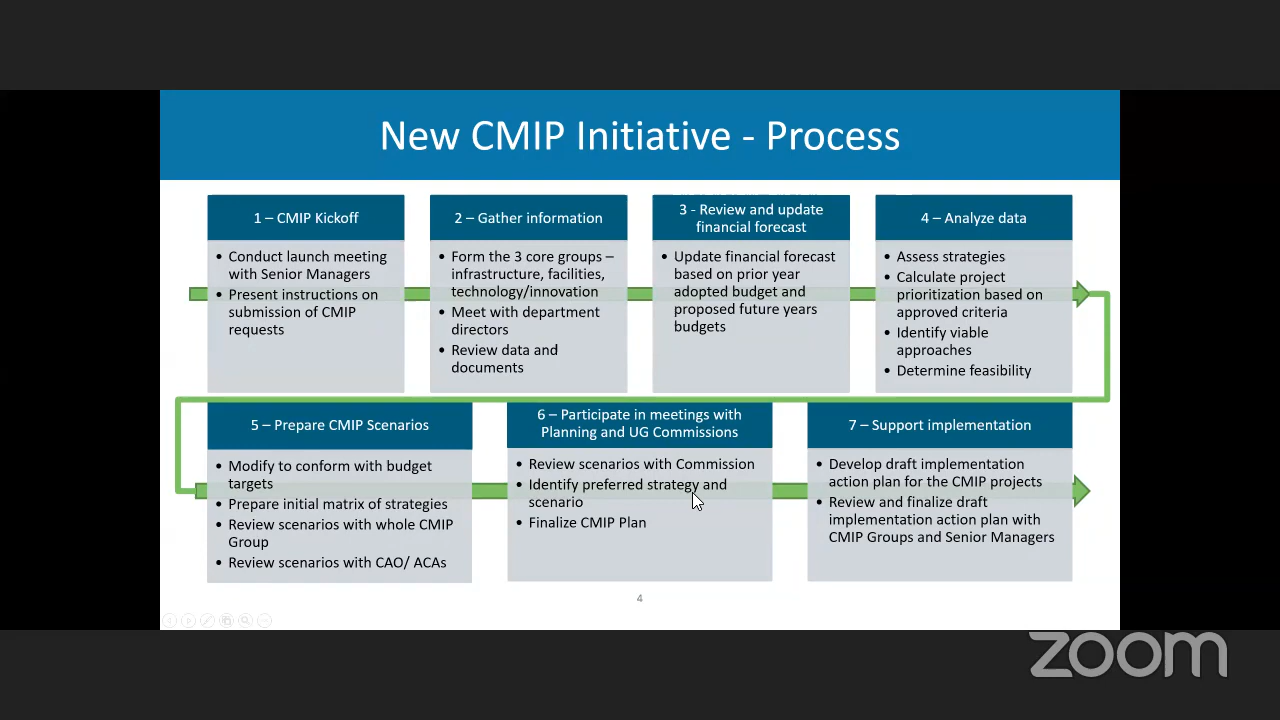 New CMIP Initiative - Process
1 – CMIP Kickoff
• Conduct launch meeting
with Senior Managers
• Present instructions on
submission of CMIP
requests
2 – Gather information
• Form the 3 core groups –
infrastructure, facilities,
technology/innovation
• Meet with department
directors
• Review data and
documents
3 - Review and update
financial forecast
• Update financial forecast
based on prior year
adopted budget and
proposed future years
budgets
4 – Analyze data
• Assess strategies
• Calculate project
prioritization based on
approved criteria
• Identify viable
approaches
• Determine feasibility
5 – Prepare CMIP Scenarios
• Modify to conform with budget
targets
• Prepare initial matrix of strategies
• Review scenarios with whole CMIP
Group
• Review scenarios with CAO/ ACAs
6 – Participate in meetings with
Planning and UG Commissions
• Review scenarios with Commission
• Identify preferred strategy and
scenario
• Finalize CMIP Plan
7 – Support implementation
• Develop draft implementation
action plan for the CMIP projects
• Review and finalize draft
implementation action plan with
CMIP Groups and Senior Managers
4
zoom